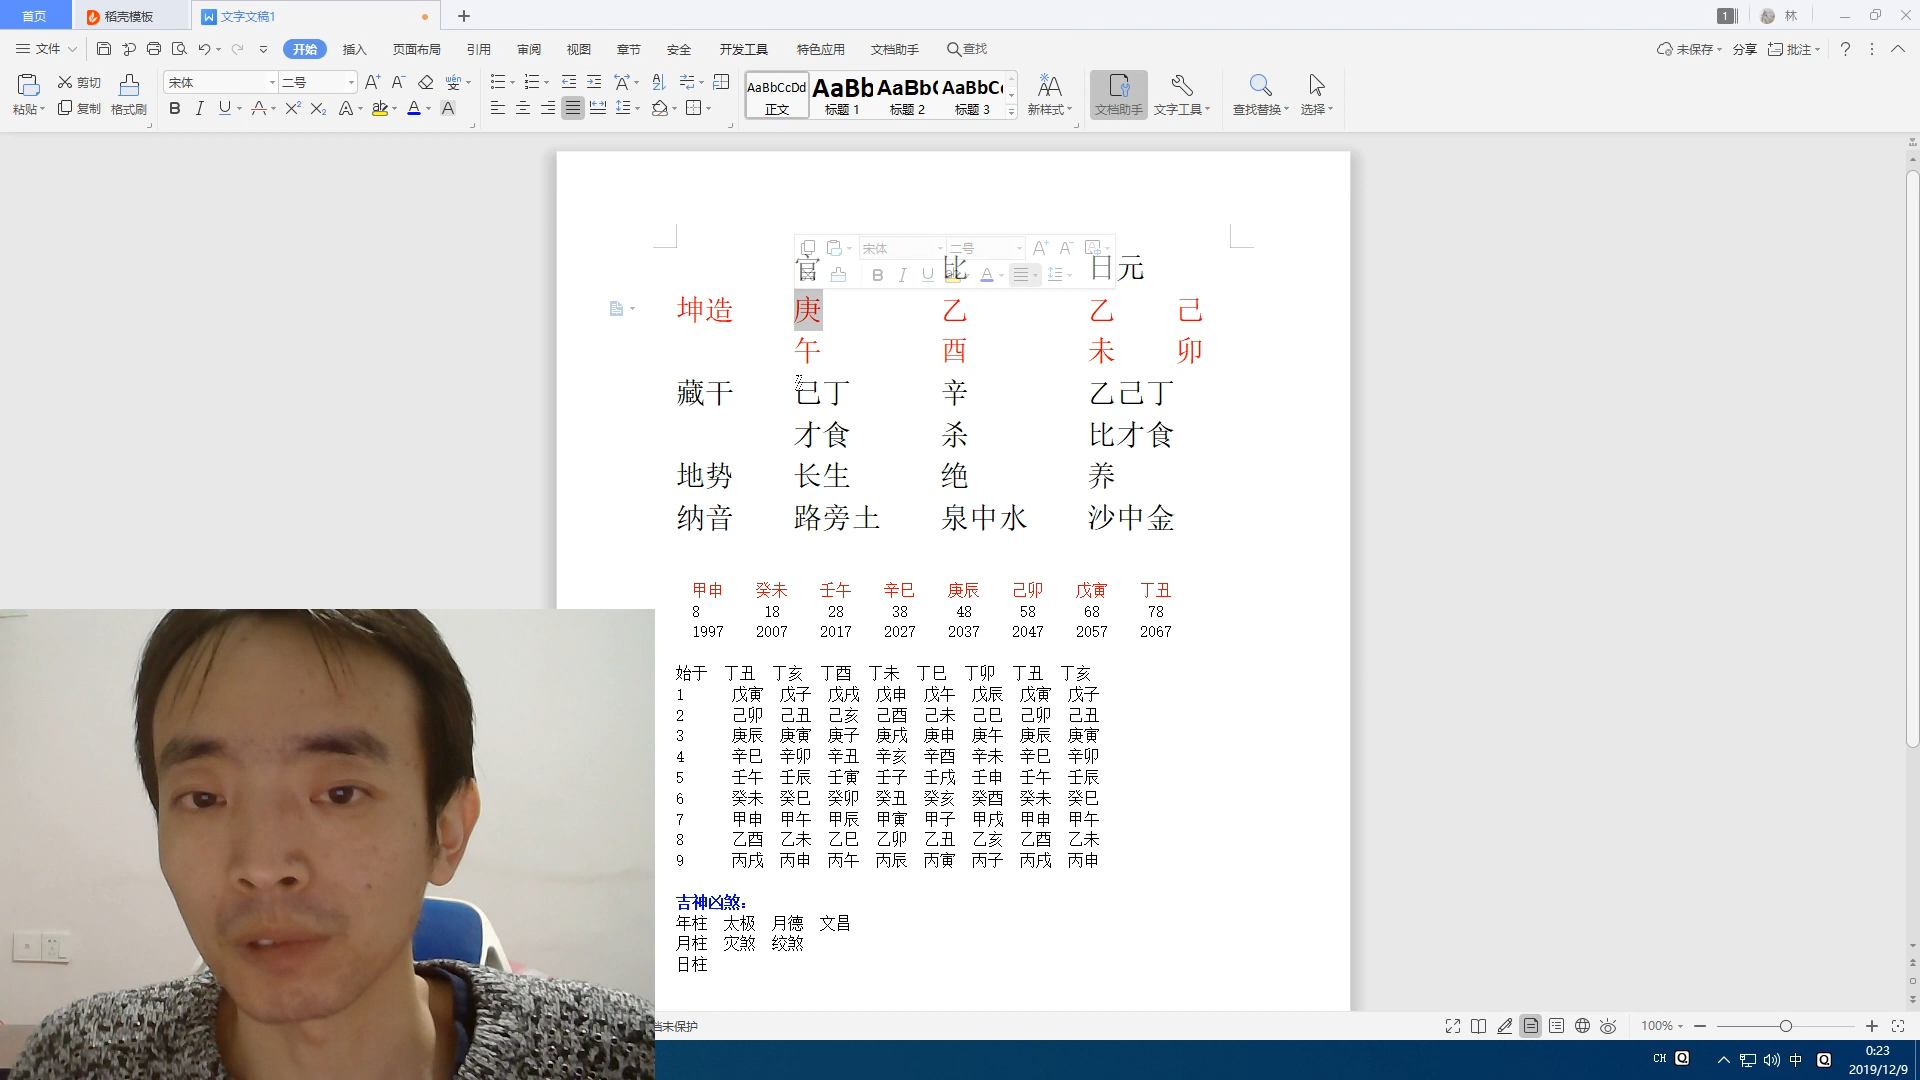 首页 稻壳模板 文字文稿1 1 林
文件 开始 插入 页面布局 引用 审阅 视图 章节 安全 开发工具 特色应用 文档助手 查找 未保存 分享 批注
粘贴 剪切 复制 格式刷 宋体 二号 AaBbCcDd 正文 AaBb 标题 1 AaBb( 标题 2 AaBbC 标题 3 新样式 文档助手 文字工具 查找替换 选择
宋体 二号
官 比 日元
坤造 庚 乙 乙 己
午 酉 未 卯
藏干 己丁 辛 乙己丁
才食 杀 比才食
地势 长生 绝 养
纳音 路旁土 泉中水 沙中金
甲申 癸未 壬午 辛巳 庚辰 己卯 戊寅 丁丑
8 18 28 38 48 58 68 78
1997 2007 2017 2027 2037 2047 2057 2067
始于 丁丑 丁亥 丁酉 丁未 丁巳 丁卯 丁丑 丁亥
1 戊寅 戊子 戊戌 戊申 戊午 戊辰 戊寅 戊子
2 己卯 己丑 己亥 己酉 己未 己巳 己卯 己丑
3 庚辰 庚寅 庚子 庚戌 庚申 庚午 庚辰 庚寅
4 辛巳 辛卯 辛丑 辛亥 辛酉 辛未 辛巳 辛卯
5 壬午 壬辰 壬寅 壬子 壬戌 壬申 壬午 壬辰
6 癸未 癸巳 癸卯 癸丑 癸亥 癸酉 癸未 癸巳
7 甲申 甲午 甲辰 甲寅 甲子 甲戌 甲申 甲午
8 乙酉 乙未 乙巳 乙卯 乙丑 乙亥 乙酉 乙未
9 丙戌 丙申 丙午 丙辰 丙寅 丙子 丙戌 丙申
吉神凶煞：
年柱 太极 月德 文昌
月柱 灾煞 绞煞
日柱
档未保护 100%
CH 中 0:23
2019/12/9